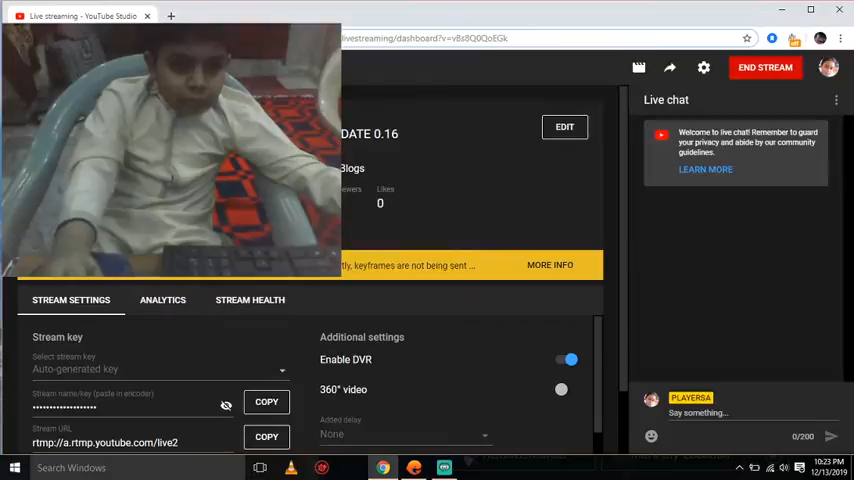 Live streaming - YouTube Studio
livestreaming/dashboard?v=vBs8Q0QoEGk
off
END STREAM
DATE 0.16
EDIT
Blogs
ewers
Likes
0
tly, keyframes are not being sent ...
MORE INFO
STREAM SETTINGS
ANALYTICS
STREAM HEALTH
Stream key
Select stream key
Auto-generated key
Stream name/key (paste in encoder)
••••••••••••••••••••
COPY
Stream URL
rtmp://a.rtmp.youtube.com/live2
COPY
Additional settings
Enable DVR
360° video
Added delay
None
Live chat
Welcome to live chat! Remember to guard
your privacy and abide by our community
guidelines.
LEARN MORE
PLAYERSA
Say something...
0/200
Search Windows
10:23 PM
12/13/2019